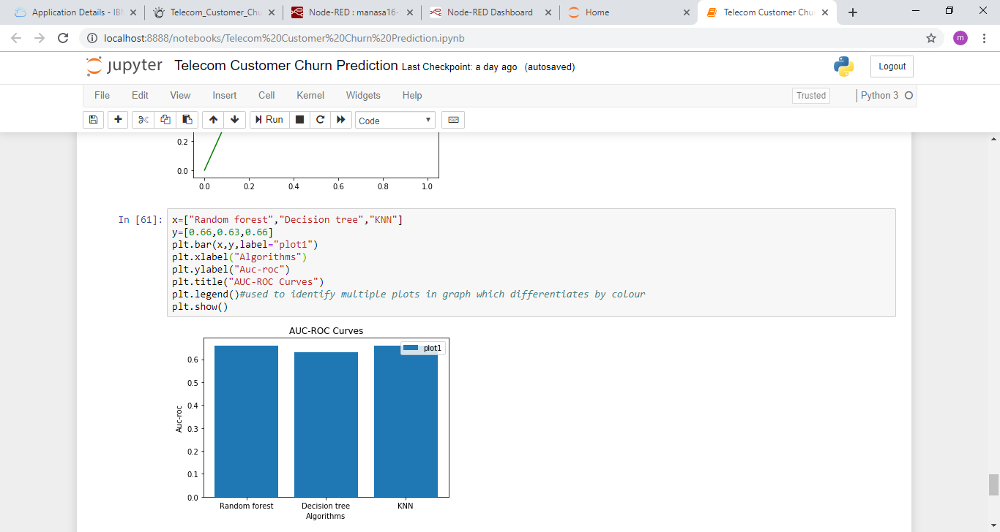 Application Details - IBM
Telecom_Customer_Chu
Node-RED : manasa16-
Node-RED Dashboard
Home
Telecom Customer Chur
localhost:8888/notebooks/Telecom%20Customer%20Churn%20Prediction.ipynb
m
jupyter Telecom Customer Churn Prediction Last Checkpoint: a day ago (autosaved)
Logout
File Edit View Insert Cell Kernel Widgets Help
Trusted
Python 3
Run
Code
0.2
0.0
0.0 0.2 0.4 0.6 0.8 1.0
In [61]:
x=["Random forest","Decision tree","KNN"]
y=[0.66,0.63,0.66]
plt.bar(x,y,label="plot1")
plt.xlabel("Algorithms")
plt.ylabel("Auc-roc")
plt.title("AUC-ROC Curves")
plt.legend()#used to identify multiple plots in graph which differentiates by colour
plt.show()
AUC-ROC Curves
plot1
0.6
0.5
0.4
0.3
0.2
0.1
0.0
Auc-roc
Random forest Decision tree KNN
Algorithms